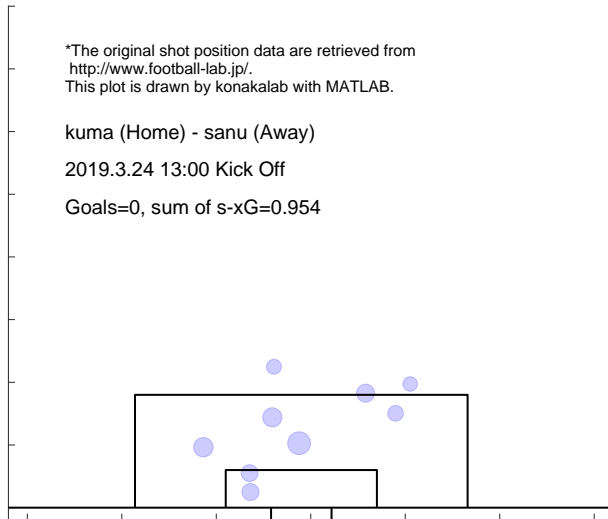 *The original shot position data are retrieved from
http://www.football-lab.jp/.
This plot is drawn by konakalab with MATLAB.
kuma (Home) - sanu (Away)
2019.3.24 13:00 Kick Off
Goals=0, sum of s-xG=0.954